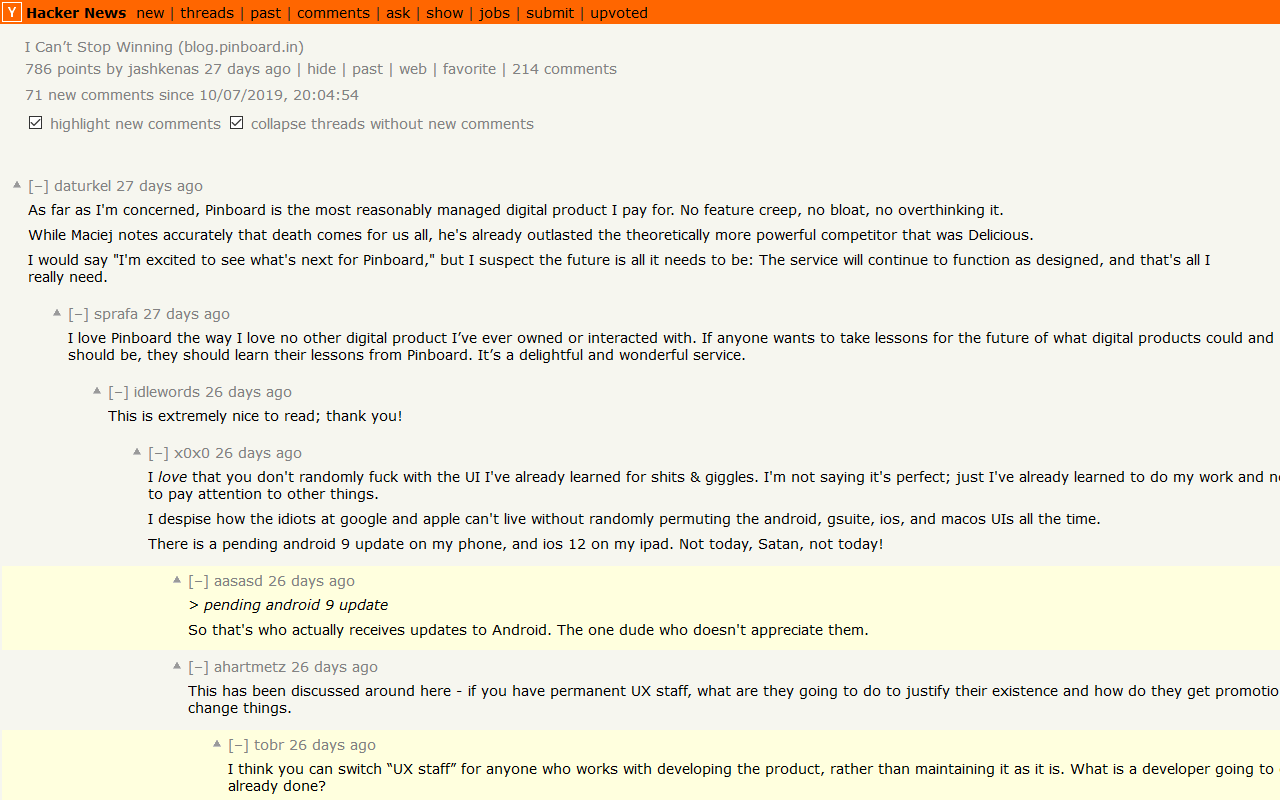 Y Hacker News new | threads | past | comments | ask | show | jobs | submit | upvoted
I Can’t Stop Winning (blog.pinboard.in)
786 points by jashkenas 27 days ago | hide | past | web | favorite | 214 comments
71 new comments since 10/07/2019, 20:04:54
highlight new comments collapse threads without new comments
[–] daturkel 27 days ago
As far as I'm concerned, Pinboard is the most reasonably managed digital product I pay for. No feature creep, no bloat, no overthinking it.
While Maciej notes accurately that death comes for us all, he's already outlasted the theoretically more powerful competitor that was Delicious.
I would say "I'm excited to see what's next for Pinboard," but I suspect the future is all it needs to be: The service will continue to function as designed, and that's all I
really need.
[–] sprafa 27 days ago
I love Pinboard the way I love no other digital product I’ve ever owned or interacted with. If anyone wants to take lessons for the future of what digital products could and
should be, they should learn their lessons from Pinboard. It’s a delightful and wonderful service.
[–] idlewords 26 days ago
This is extremely nice to read; thank you!
[–] x0x0 26 days ago
I love that you don't randomly fuck with the UI I've already learned for shits & giggles. I'm not saying it's perfect; just I've already learned to do my work and
to pay attention to other things.
I despise how the idiots at google and apple can't live without randomly permuting the android, gsuite, ios, and macos UIs all the time.
There is a pending android 9 update on my phone, and ios 12 on my ipad. Not today, Satan, not today!
[–] aasasd 26 days ago
> pending android 9 update
So that's who actually receives updates to Android. The one dude who doesn't appreciate them.
[–] ahartmetz 26 days ago
This has been discussed around here - if you have permanent UX staff, what are they going to do to justify their existence and how do they get
change things.
[–] tobr 26 days ago
I think you can switch “UX staff” for anyone who works with developing the product, rather than maintaining it as it is. What is a developer going to
already done?